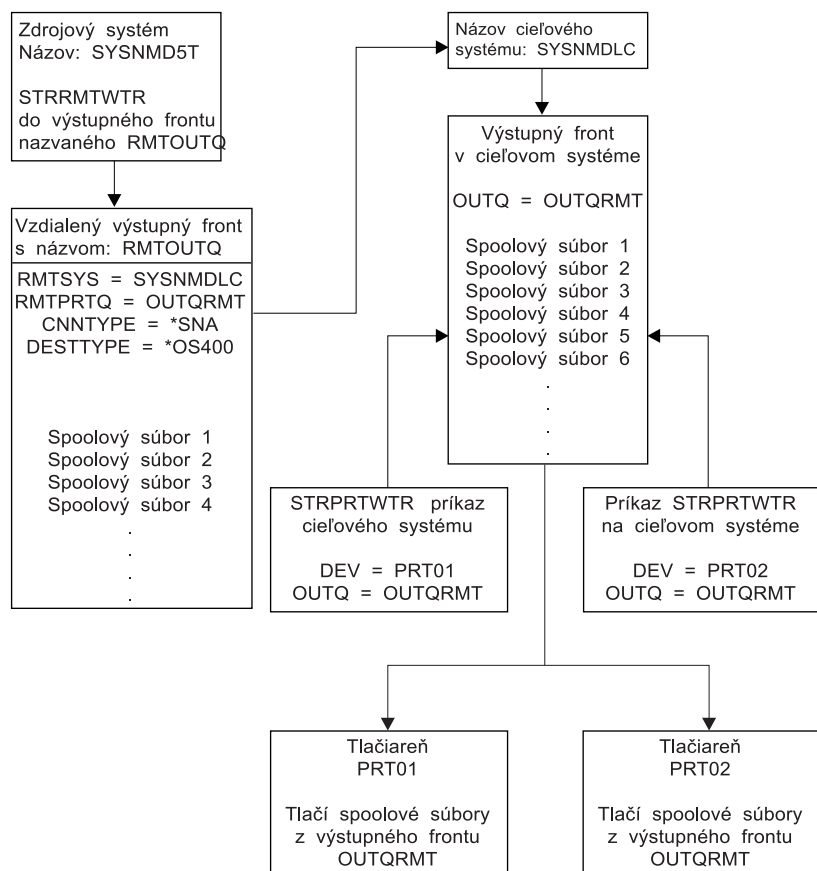 Zdrojový systém
Názov: SYSNMD5T
STRRMTWTR
do výstupného frontu
nazvaného RMTOUTQ
Vzdialený výstupný front
s názvom: RMTOUTQ
RMTSYS = SYSNMDLC
RMTPRTQ = OUTQRMT
CNNTYPE = *SNA
DESTTYPE = *OS400
Spoolový súbor 1
Spoolový súbor 2
Spoolový súbor 3
Spoolový súbor 4
.
.
.
.
Názov cieľového
systému: SYSNMDLC
Výstupný front
v cieľovom systéme
OUTQ = OUTQRMT
Spoolový súbor 1
Spoolový súbor 2
Spoolový súbor 3
Spoolový súbor 4
Spoolový súbor 5
Spoolový súbor 6
.
.
.
.
STRPRTWTR príkaz
cieľového systému
DEV = PRT01
OUTQ = OUTQRMT
Príkaz STRPRTWTR
na cieľovom systéme
DEV = PRT02
OUTQ = OUTQRMT
Tlačiareň
PRT01
Tlačí spoolové súbory
z výstupného frontu
OUTQRMT
Tlačiareň
PRT02
Tlačí spoolové súbory
z výstupného frontu
OUTQRMT